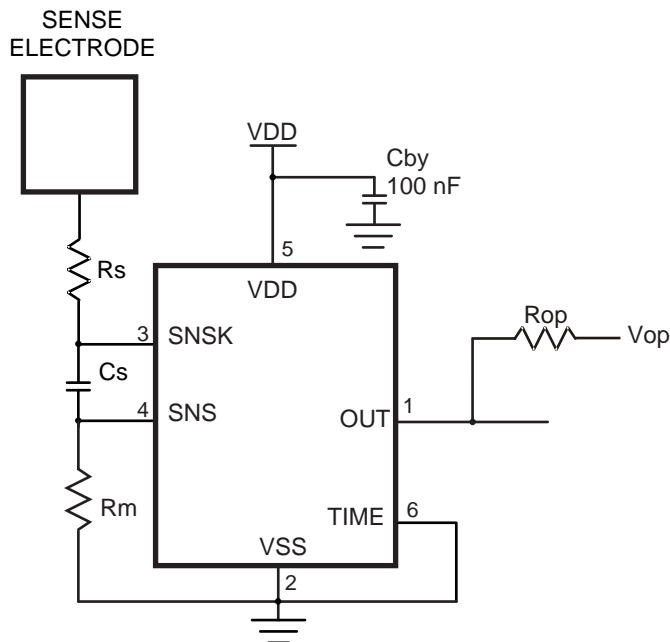 SENSE
ELECTRODE
VDD
Cby
100 nF
5
Rs
VDD
Rop
Vop
3
SNSK
Cs
4
SNS
OUT
1
Rm
TIME
6
VSS
2